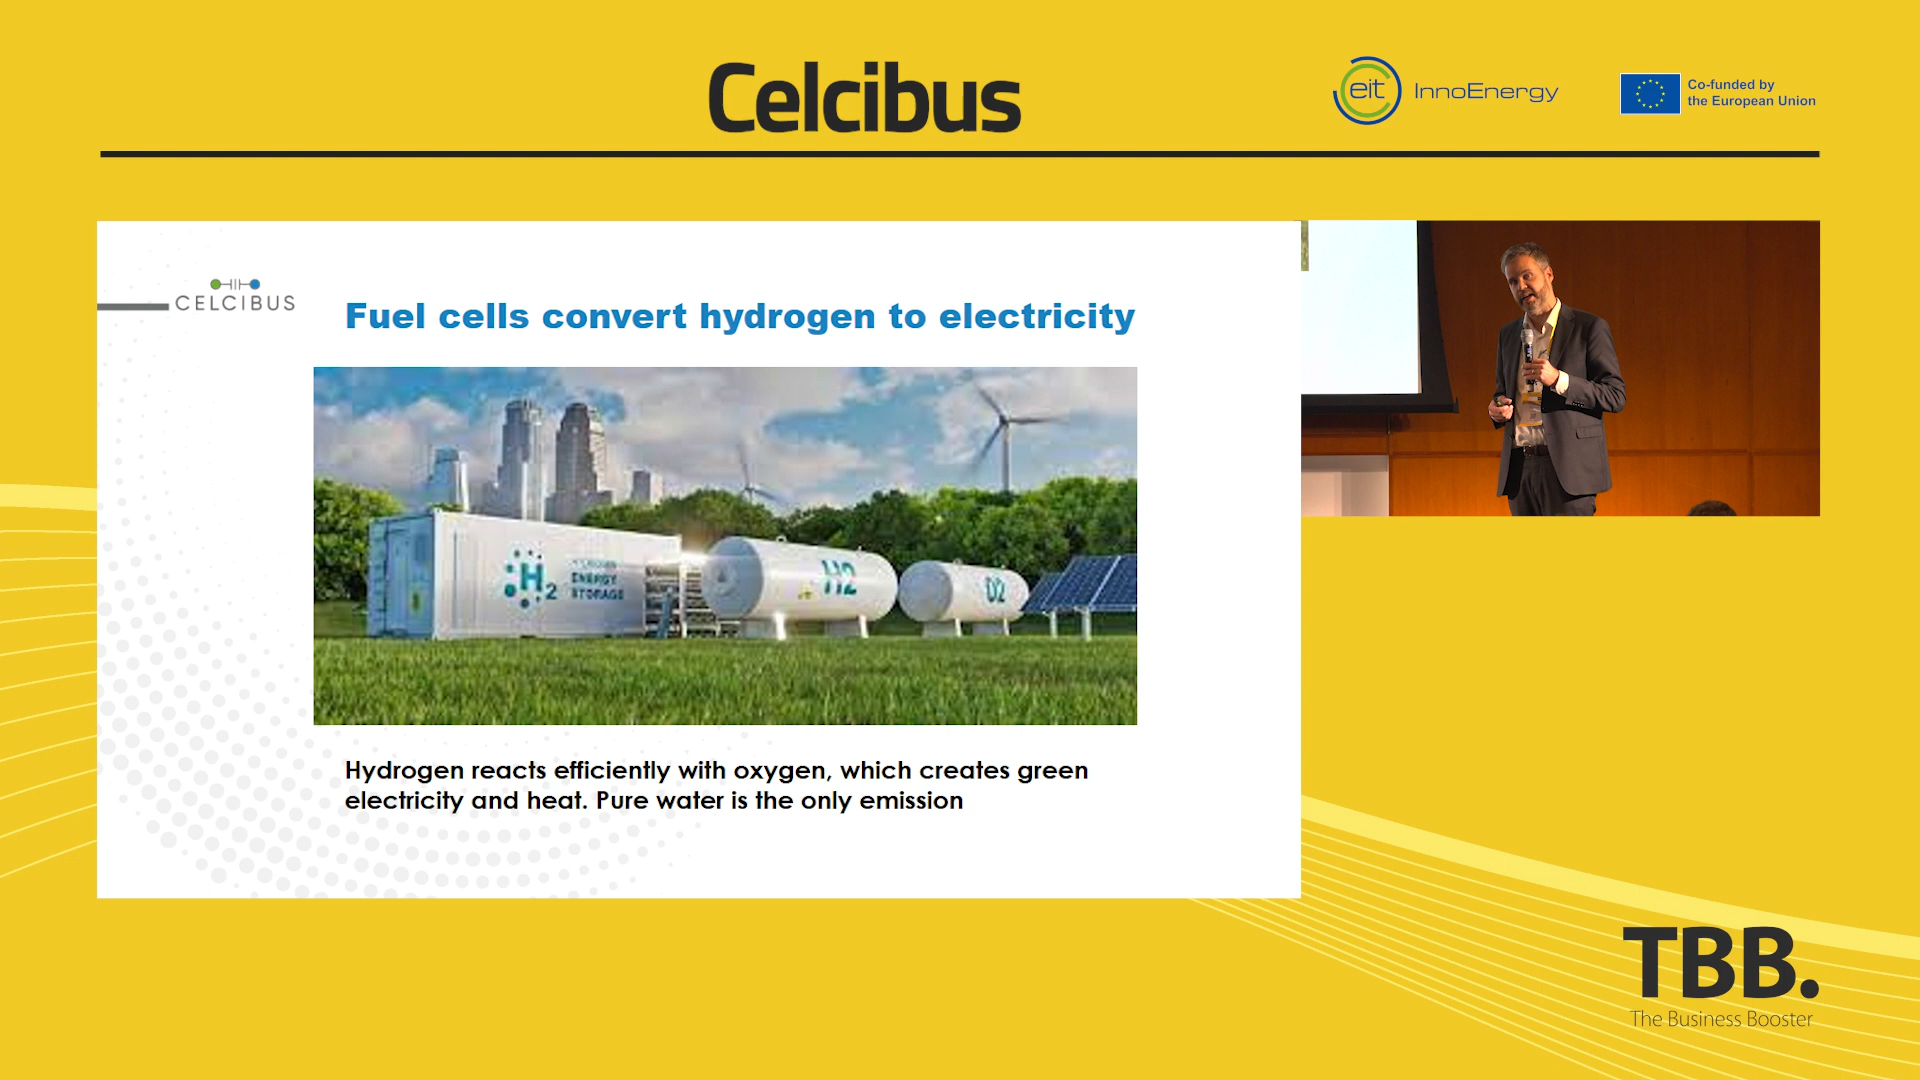 Celcibus
eit InnoEnergy
Co-funded by
the European Union
CELCIBUS
Fuel cells convert hydrogen to electricity
H2
HYDROGEN
ENERGY
STORAGE
H2
O2
Hydrogen reacts efficiently with oxygen, which creates green
electricity and heat. Pure water is the only emission
TBB.
The Business Booster